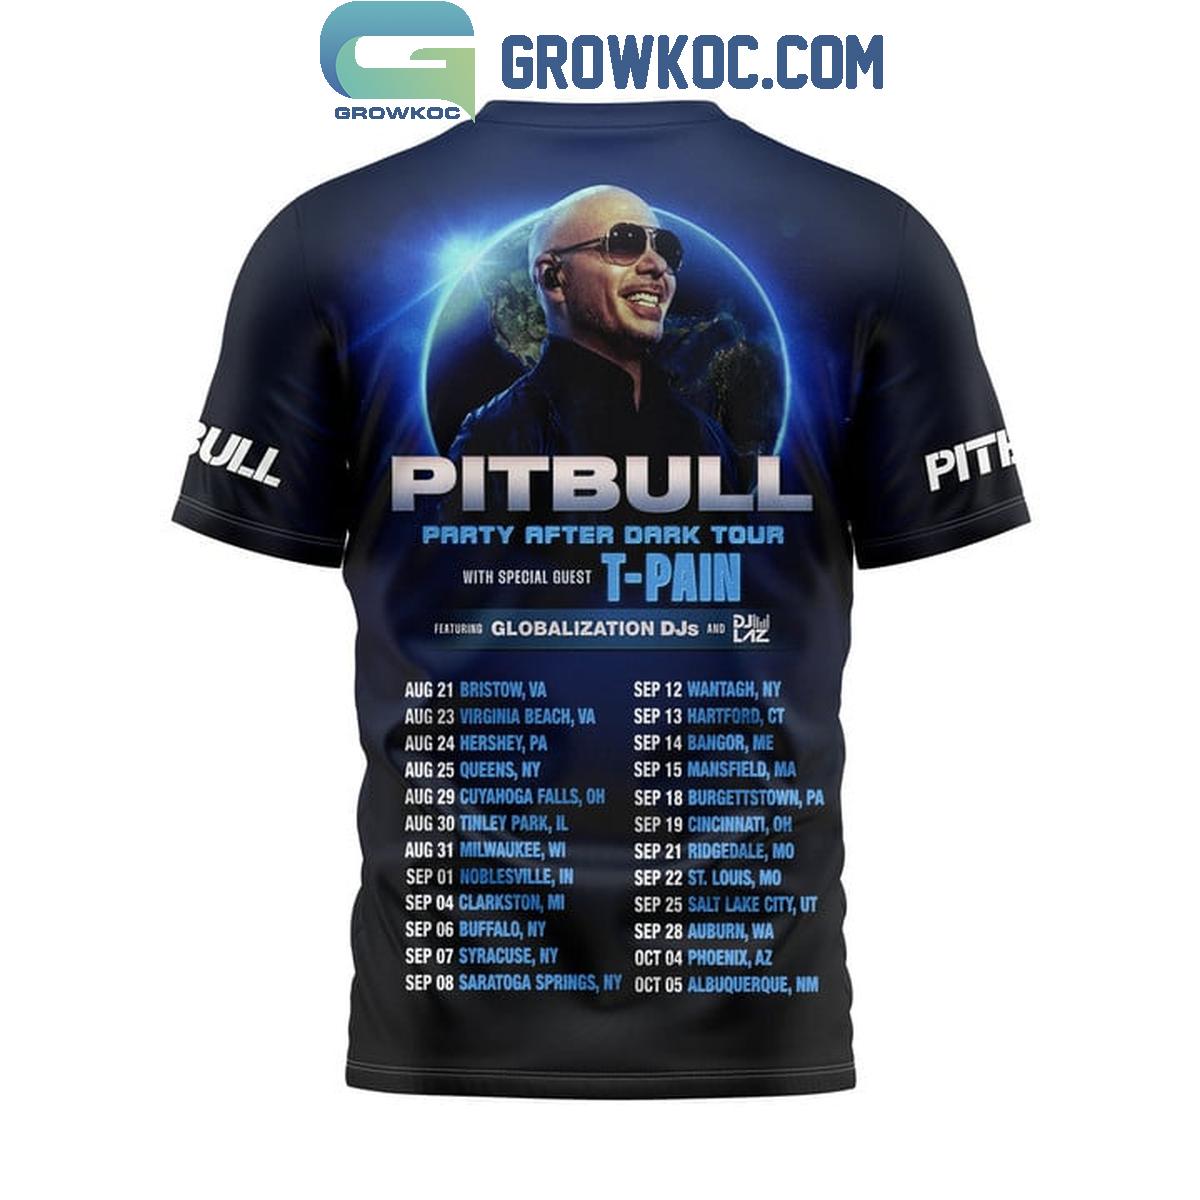 GROWKOC
GROWKOC.COM
BULL
PITB
PITBULL
PARTY AFTER DARK TOUR
WITH SPECIAL GUEST T-PAIN
FEATURING GLOBALIZATION DJs AND DJ LAZ
AUG 21 BRISTOW, VA
AUG 23 VIRGINIA BEACH, VA
AUG 24 HERSHEY, PA
AUG 25 QUEENS, NY
AUG 29 CUYAHOGA FALLS, OH
AUG 30 TINLEY PARK, IL
AUG 31 MILWAUKEE, WI
SEP 01 NOBLESVILLE, IN
SEP 04 CLARKSTON, MI
SEP 06 BUFFALO, NY
SEP 07 SYRACUSE, NY
SEP 08 SARATOGA SPRINGS, NY
SEP 12 WANTAGH, NY
SEP 13 HARTFORD, CT
SEP 14 BANGOR, ME
SEP 15 MANSFIELD, MA
SEP 18 BURGETTSTOWN, PA
SEP 19 CINCINNATI, OH
SEP 21 RIDGEDALE, MO
SEP 22 ST. LOUIS, MO
SEP 25 SALT LAKE CITY, UT
SEP 28 AUBURN, WA
OCT 04 PHOENIX, AZ
OCT 05 ALBUQUERQUE, NM